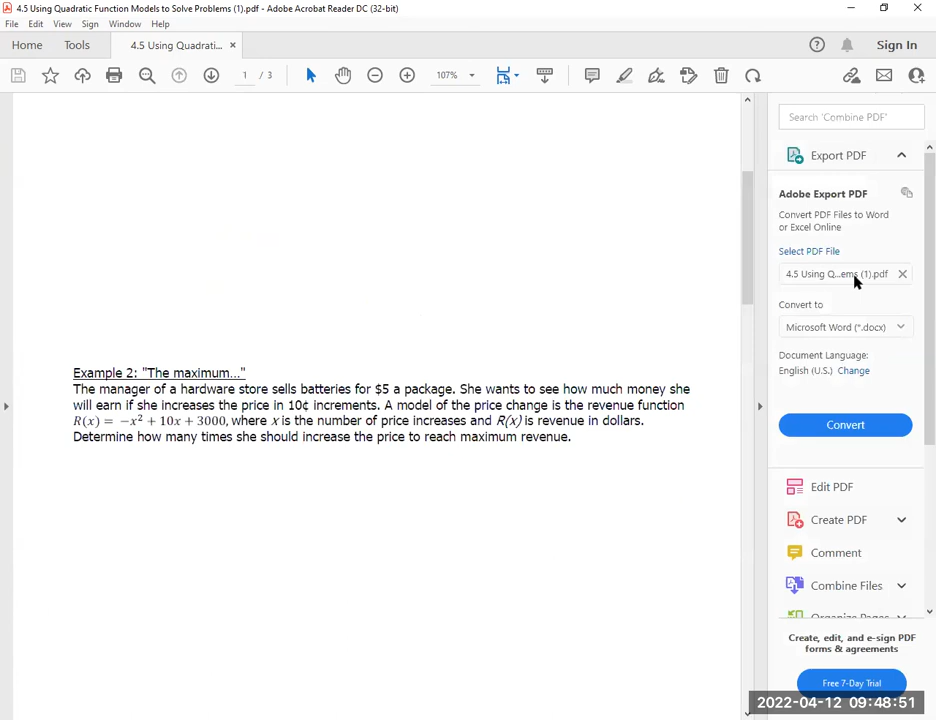 4.5 Using Quadratic Function Models to Solve Problems (1).pdf - Adobe Acrobat Reader DC (32-bit)
File Edit View Sign Window Help
Home Tools 4.5 Using Quadrati... × Sign In
1 / 3 107%
Search 'Combine PDF'
Export PDF
Adobe Export PDF
Convert PDF Files to Word
or Excel Online
Select PDF File
4.5 Using Q...ems (1).pdf
Convert to
Microsoft Word (*.docx)
Document Language:
English (U.S.) Change
Convert
Edit PDF
Create PDF
Comment
Combine Files
Organize Pages
Create, edit, and e-sign PDF
forms & agreements
Free 7-Day Trial
Example 2: "The maximum..."
The manager of a hardware store sells batteries for $5 a package. She wants to see how much money she
will earn if she increases the price in 10¢ increments. A model of the price change is the revenue function
R(x) = −x² + 10x + 3000, where x is the number of price increases and R(x) is revenue in dollars.
Determine how many times she should increase the price to reach maximum revenue.
2022-04-12 09:48:51